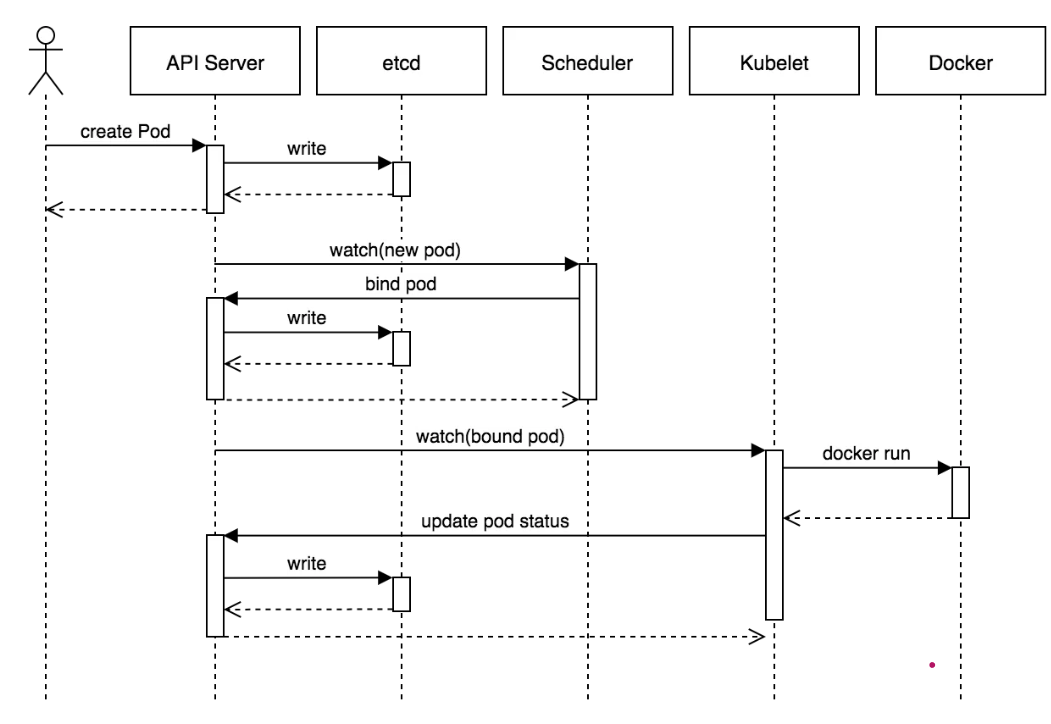 API Server
etcd
Scheduler
Kubelet
Docker
create Pod
write
watch(new pod)
bind pod
write
watch(bound pod)
docker run
update pod status
write